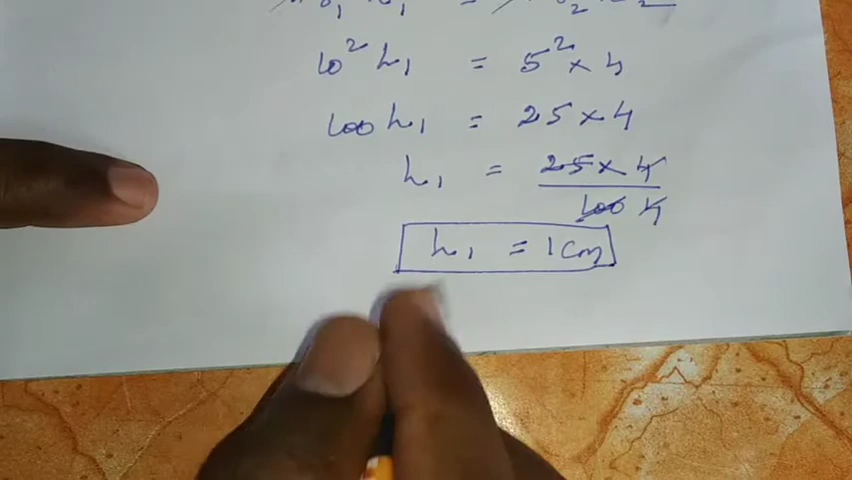 10² h₁ = 5² × 4
100 h₁ = 25 × 4
h₁ = 25 × 4 / 100 4
h₁ = 1 cm